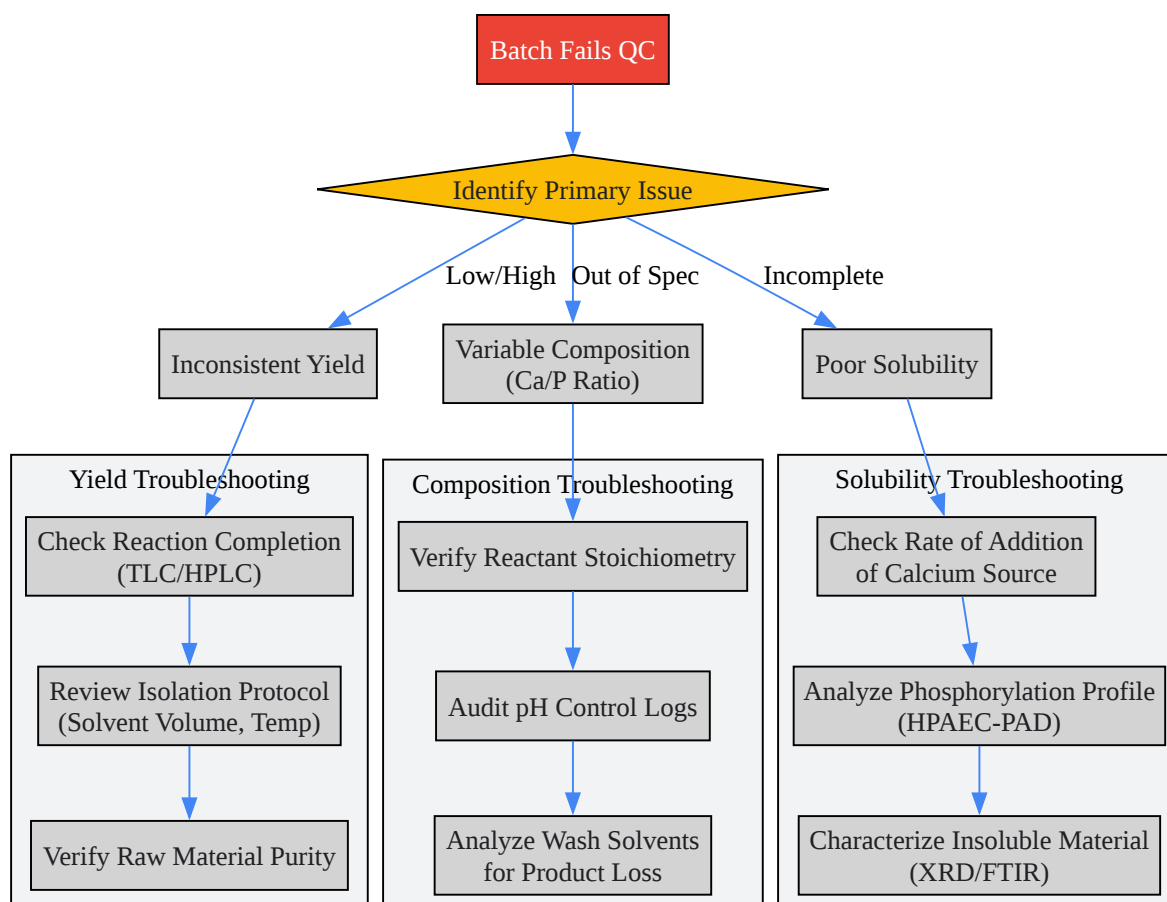 Batch Fails QC
Identify Primary Issue
Low/High
Out of Spec
Incomplete
Inconsistent Yield
Variable Composition
(Ca/P Ratio)
Poor Solubility
Yield Troubleshooting
Check Reaction Completion
(TLC/HPLC)
Review Isolation Protocol
(Solvent Volume, Temp)
Verify Raw Material Purity
Composition Troubleshooting
Verify Reactant Stoichiometry
Audit pH Control Logs
Analyze Wash Solvents
for Product Loss
Solubility Troubleshooting
Check Rate of Addition
of Calcium Source
Analyze Phosphorylation Profile
(HPAEC-PAD)
Characterize Insoluble Material
(XRD/FTIR)